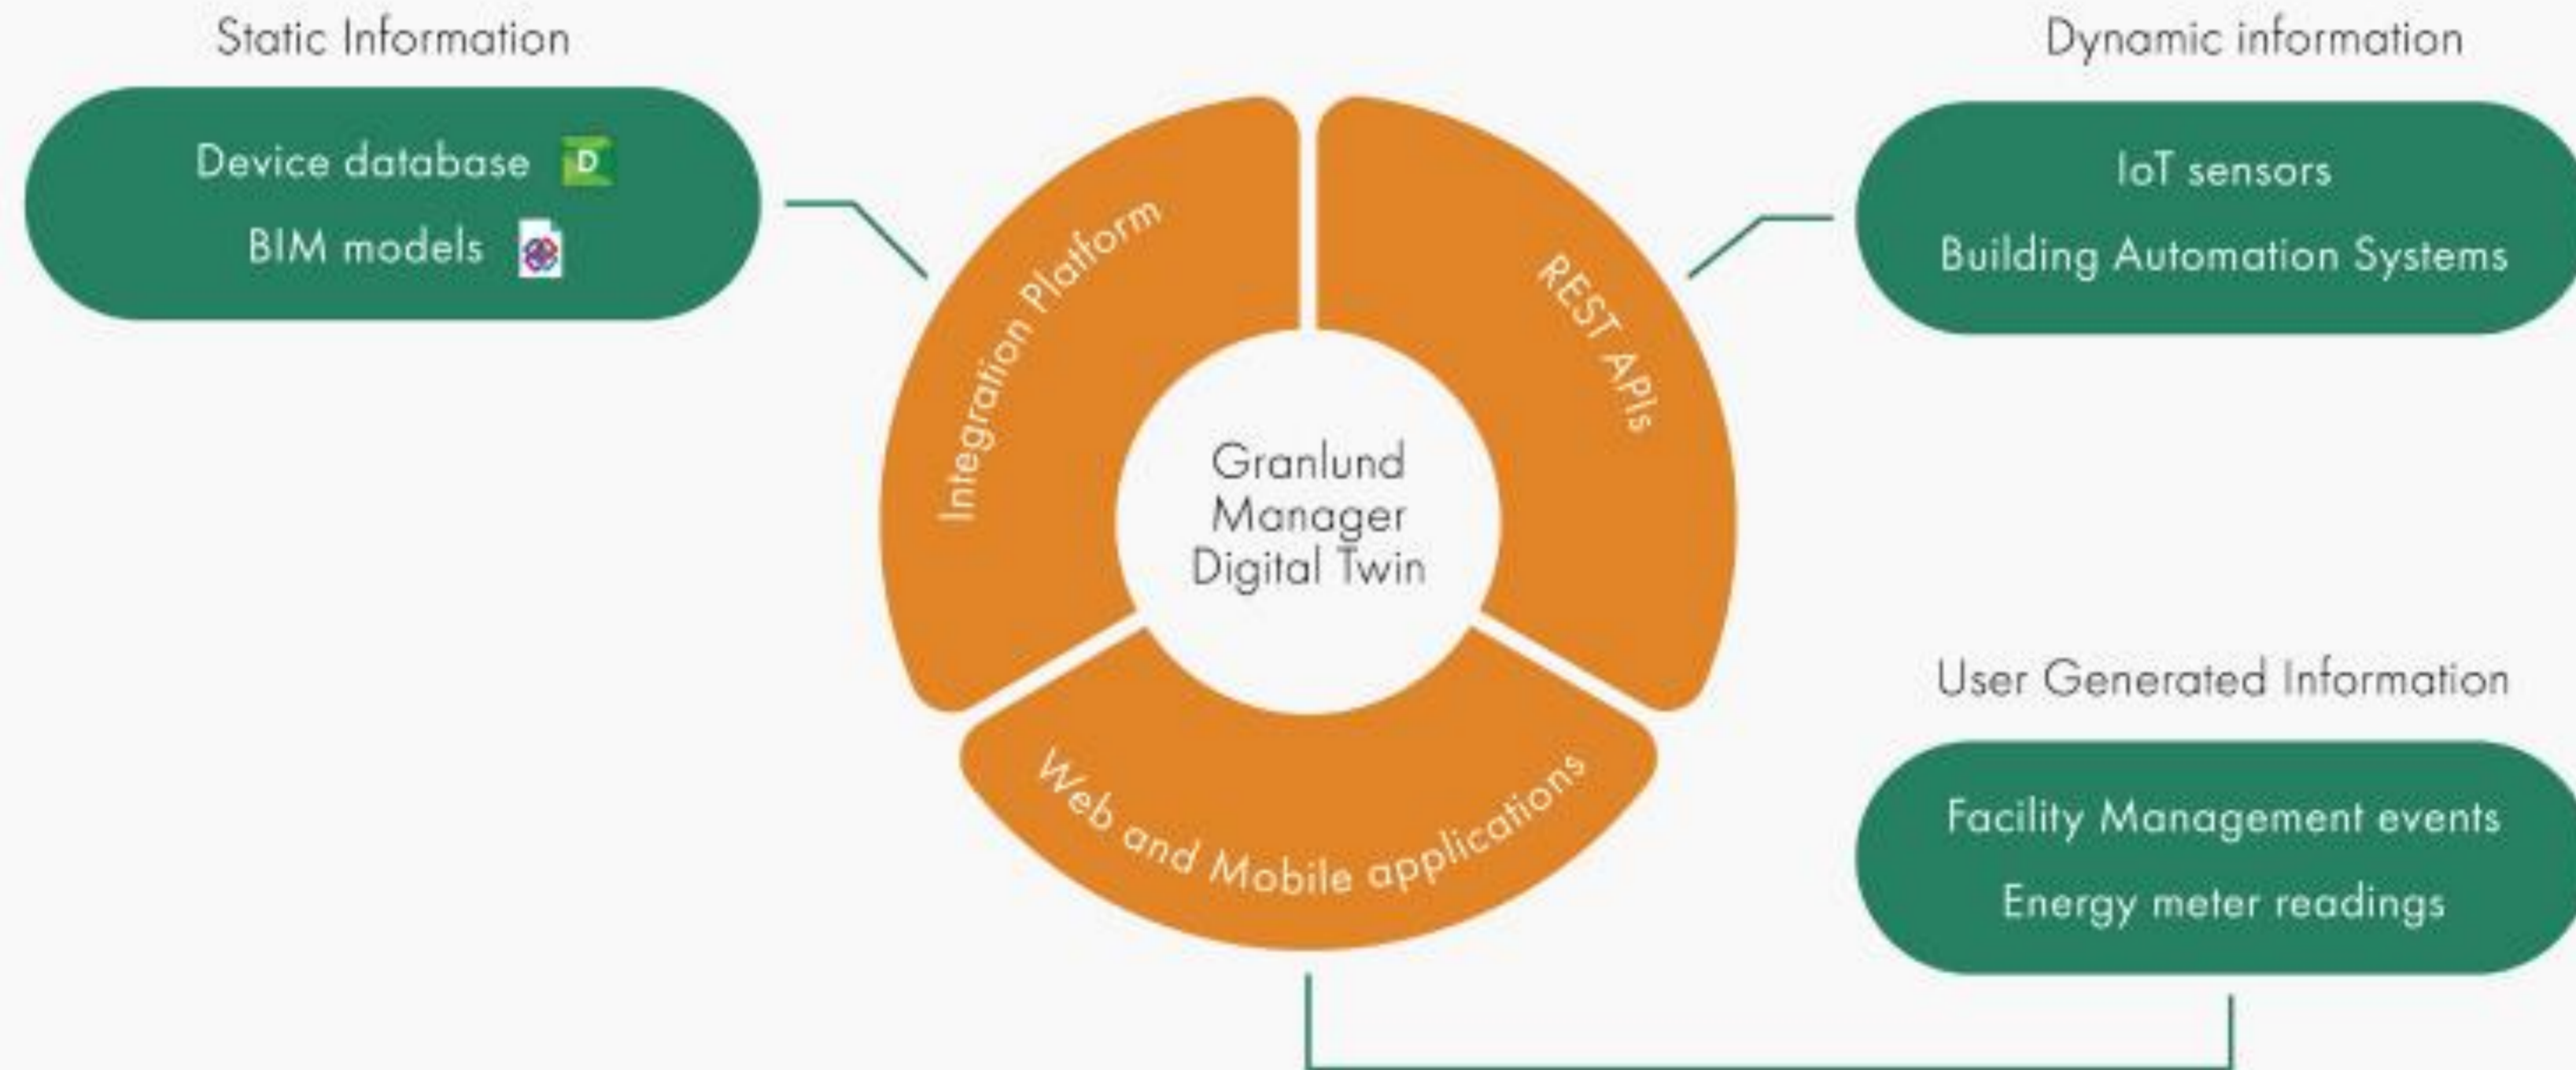 Static Information
Device database D
BIM models
Integration Platform
REST APIs
Granlund
Manager
Digital Twin
Web and Mobile applications
Dynamic information
IoT sensors
Building Automation Systems
User Generated Information
Facility Management events
Energy meter readings